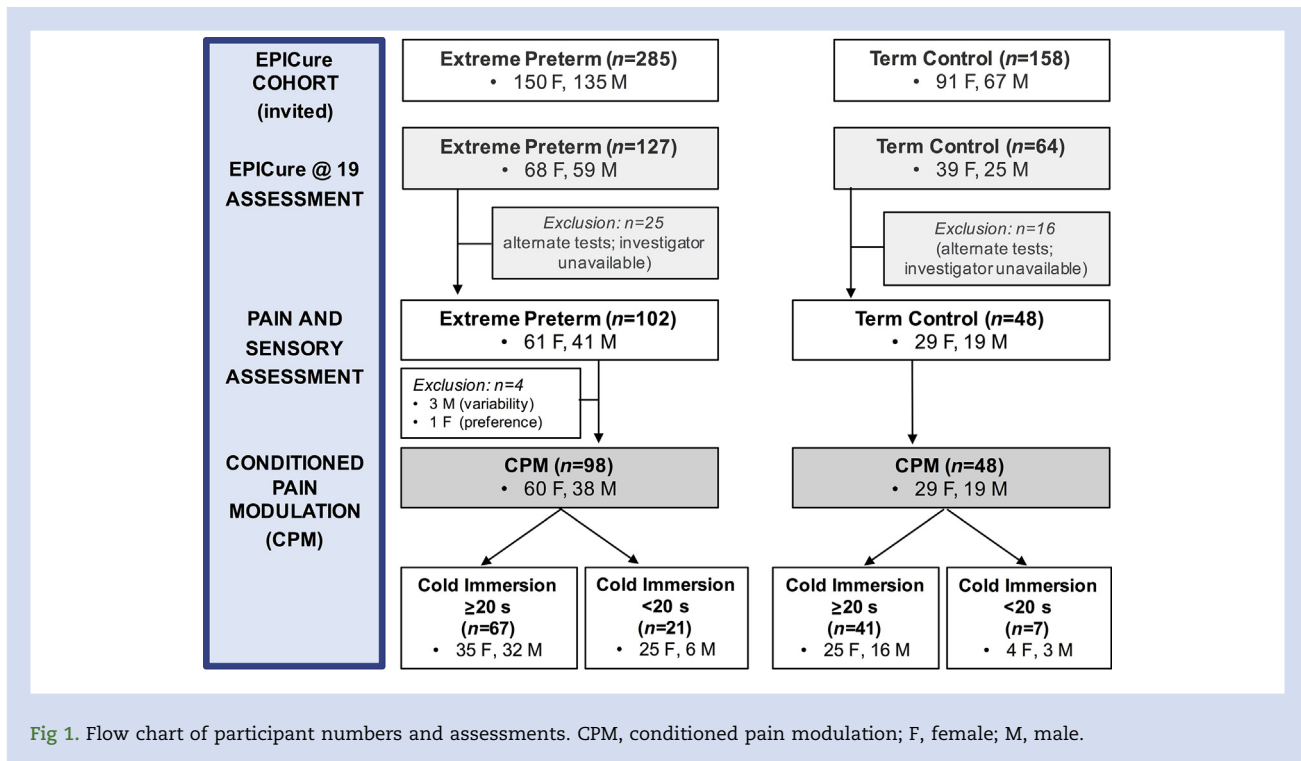 EPICure
COHORT
(invited)
Extreme Preterm (n=285)
• 150 F, 135 M
Term Control (n=158)
• 91 F, 67 M
EPICure @ 19
ASSESSMENT
Extreme Preterm (n=127)
• 68 F, 59 M
Term Control (n=64)
• 39 F, 25 M
Exclusion: n=25
alternate tests; investigator
unavailable)
Exclusion: n=16
(alternate tests;
investigator unavailable)
PAIN AND
SENSORY
ASSESSMENT
Extreme Preterm (n=102)
• 61 F, 41 M
Term Control (n=48)
• 29 F, 19 M
Exclusion: n=4
• 3 M (variability)
• 1 F (preference)
CONDITIONED
PAIN
MODULATION
(CPM)
CPM (n=98)
• 60 F, 38 M
CPM (n=48)
• 29 F, 19 M
Cold Immersion
≥20 s
(n=67)
• 35 F, 32 M
Cold Immersion
<20 s
(n=21)
• 25 F, 6 M
Cold Immersion
≥20 s
(n=41)
• 25 F, 16 M
Cold Immersion
<20 s
(n=7)
• 4 F, 3 M
Fig 1. Flow chart of participant numbers and assessments. CPM, conditioned pain modulation; F, female; M, male.